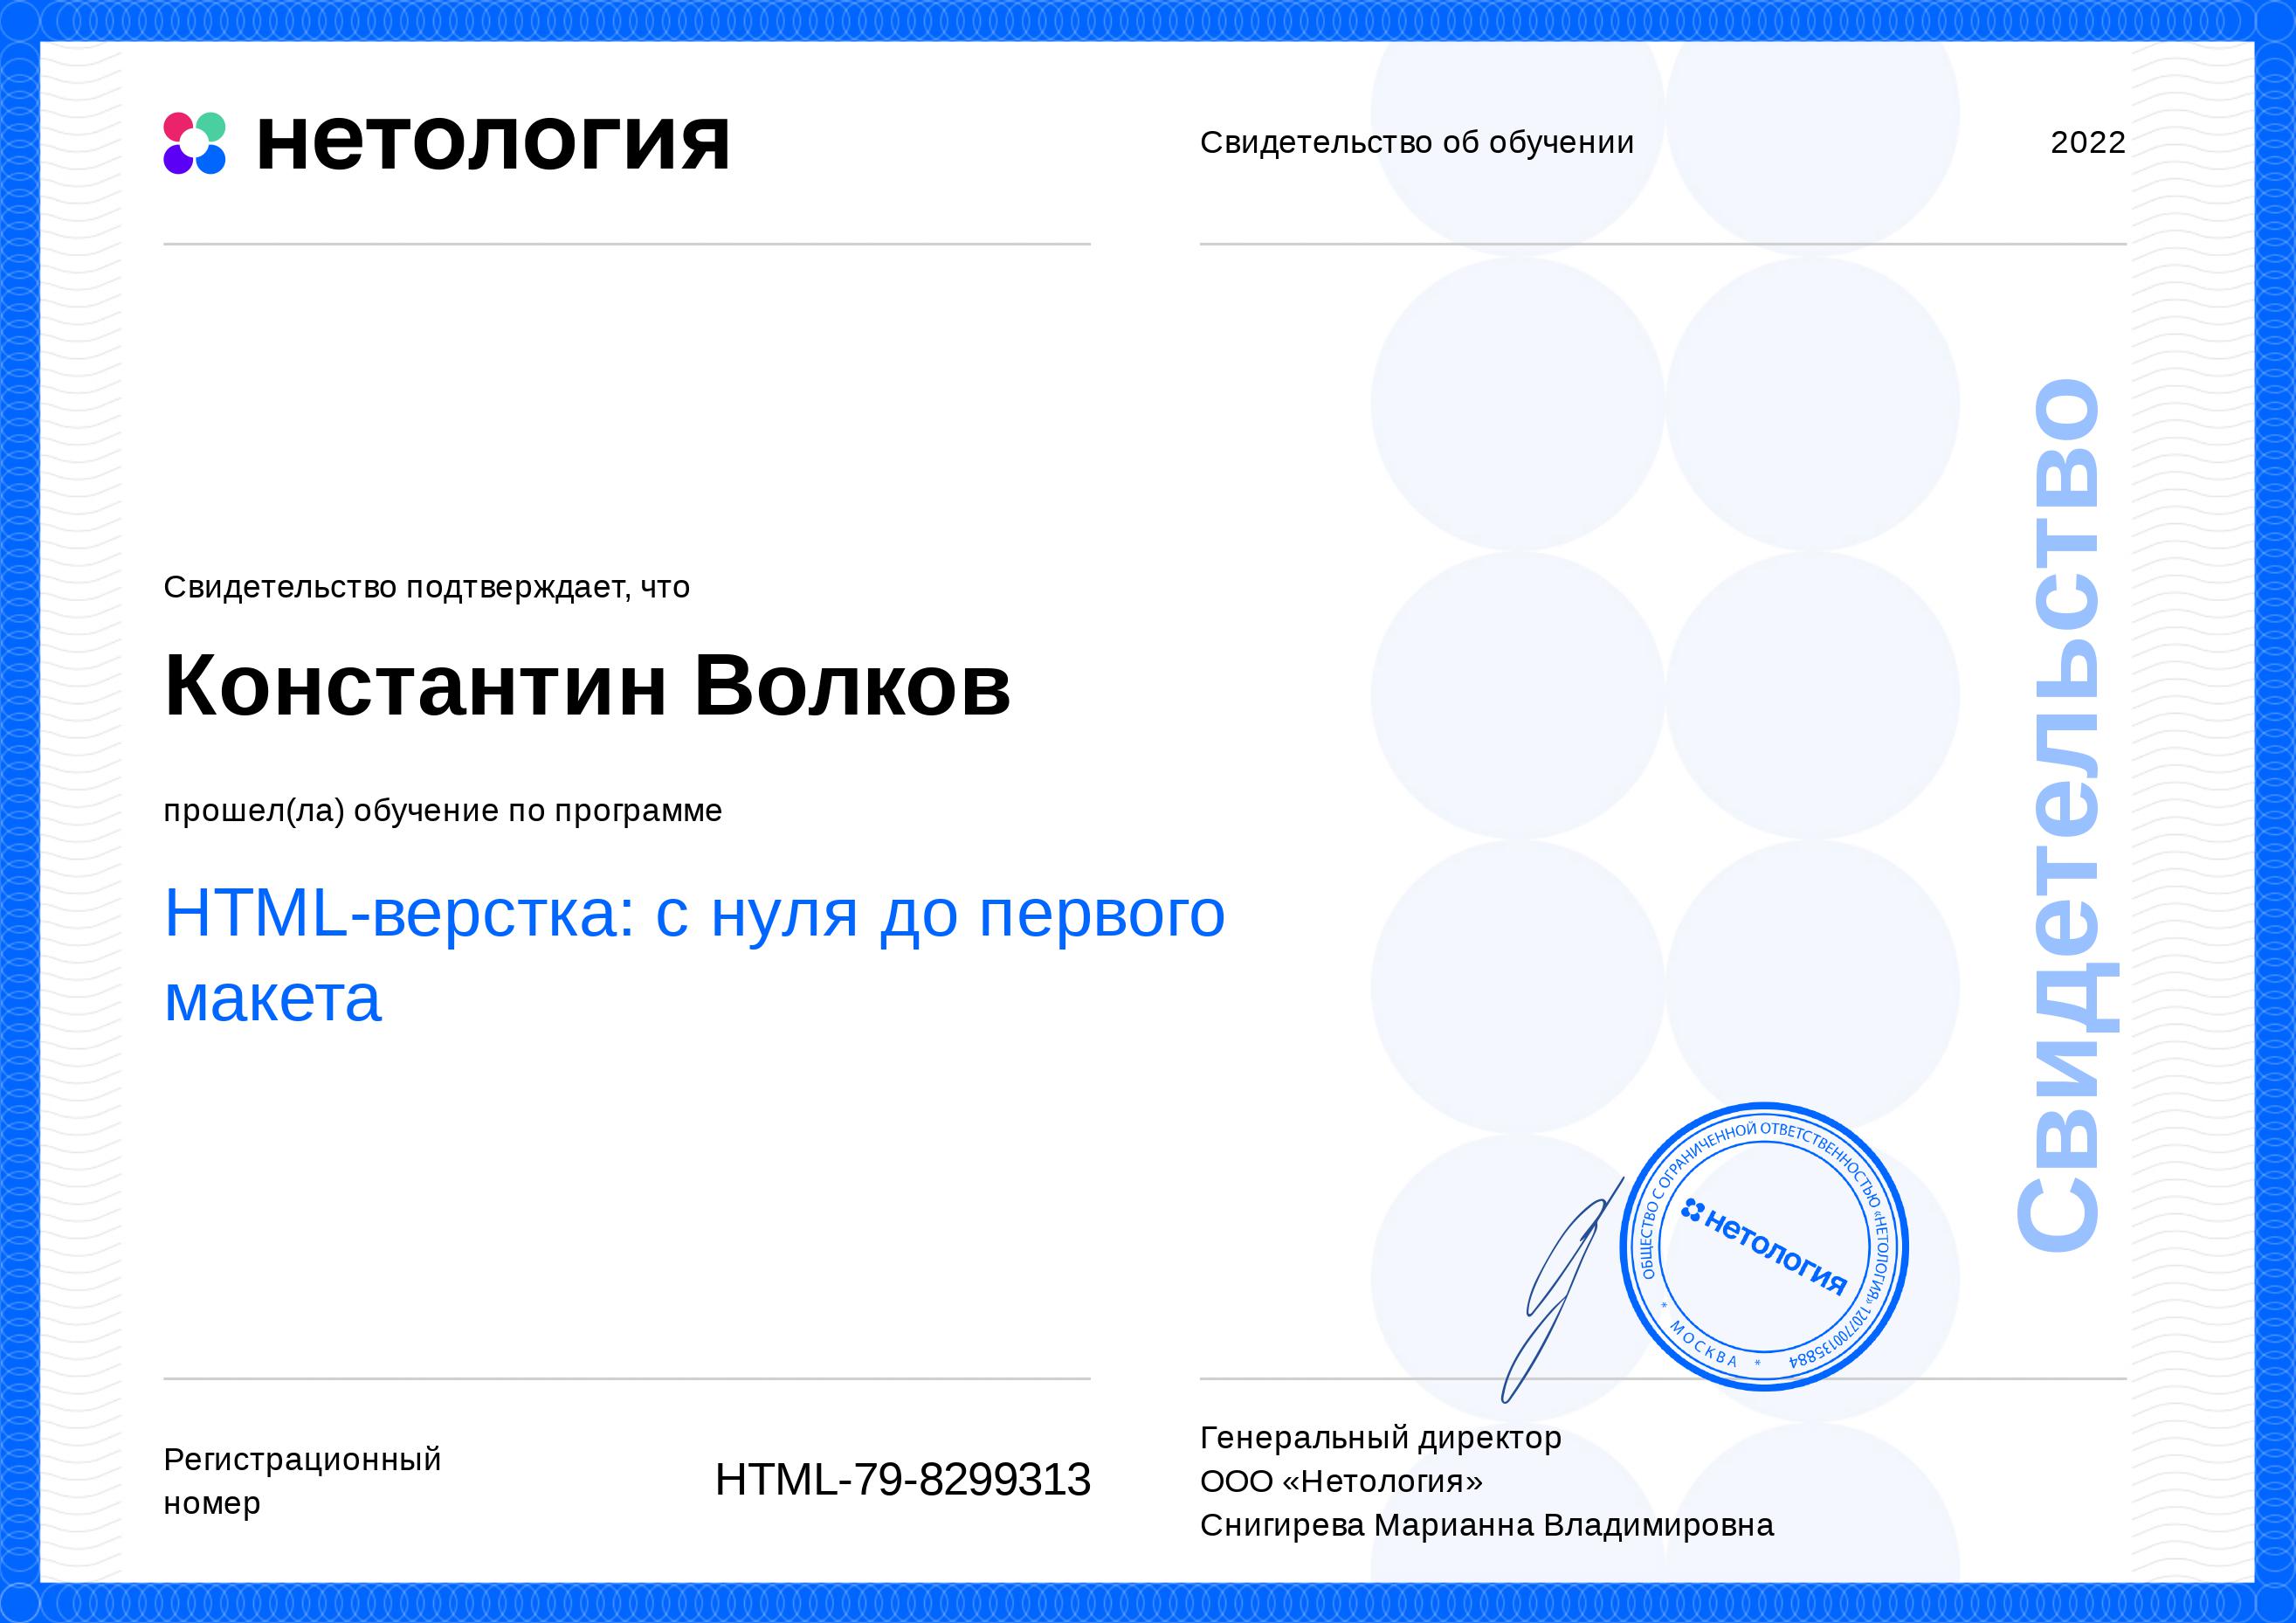 нетология
Свидетельство об обучении
2022
Свидетельство подтверждает, что
Константин Волков
прошел(ла) обучение по программе
HTML-верстка: с нуля до первого
макета
Свидетельство
ОБЩЕСТВО С ОГРАНИЧЕННОЙ ОТВЕТСТВЕННОСТЬЮ «НЕТОЛОГИЯ» 1207700135884
* МОСКВА *
нетология
Регистрационный
номер
HTML-79-8299313
Генеральный директор
ООО «Нетология»
Снигирева Марианна Владимировна